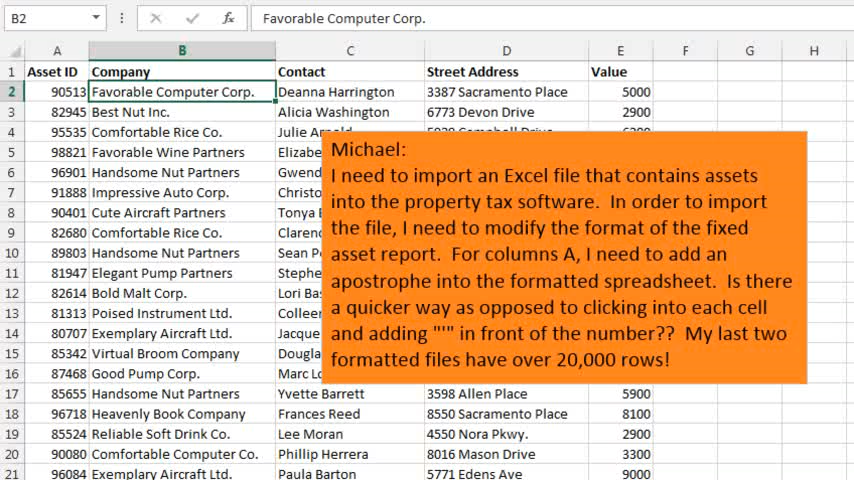 B2 fx Favorable Computer Corp.
A B C D E F G H
1 Asset ID Company Contact Street Address Value
2 90513 Favorable Computer Corp. Deanna Harrington 3387 Sacramento Place 5000
3 82945 Best Nut Inc. Alicia Washington 6773 Devon Drive 2900
4 95535 Comfortable Rice Co. Julie
5 98821 Favorable Wine Partners
6 96901 Handsome Nut Partners
7 91888 Impressive Auto Corp.
8 90401 Cute Aircraft Partners
9 82680 Comfortable Rice Co.
10 89803 Handsome Nut Partners Sean
11 81947 Elegant Pump Partners
12 82614 Bold Malt Corp. Lori
13 81313 Poised Instrument Ltd.
14 80707 Exemplary Aircraft Ltd.
15 85342 Virtual Broom Company
16 87468 Good Pump Corp. Marc
Michael:
I need to import an Excel file that contains assets
into the property tax software. In order to import
the file, I need to modify the format of the fixed
asset report. For columns A, I need to add an
apostrophe into the formatted spreadsheet. Is there
a quicker way as opposed to clicking into each cell
and adding "'" in front of the number?? My last two
formatted files have over 20,000 rows!
17 85655 Handsome Nut Partners Yvette Barrett 3598 Allen Place 5900
18 96718 Heavenly Book Company Frances Reed 8550 Sacramento Place 8100
19 85524 Reliable Soft Drink Co. Lee Moran 4550 Nora Pkwy. 2900
20 90080 Comfortable Computer Co. Phillip Herrera 8016 Mason Drive 3300
21 96084 Exemplary Aircraft Ltd. Paula Barton 5771 Edens Ave 9000